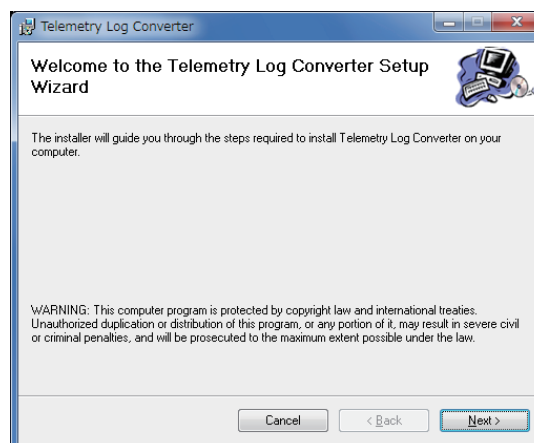 Telemetry Log Converter
Welcome to the Telemetry Log Converter Setup
Wizard
The installer will guide you through the steps required to install Telemetry Log Converter on your
computer.
WARNING: This computer program is protected by copyright law and international treaties.
Unauthorized duplication or distribution of this program, or any portion of it, may result in severe civil
or criminal penalties, and will be prosecuted to the maximum extent possible under the law.
Cancel
< Back
Next >